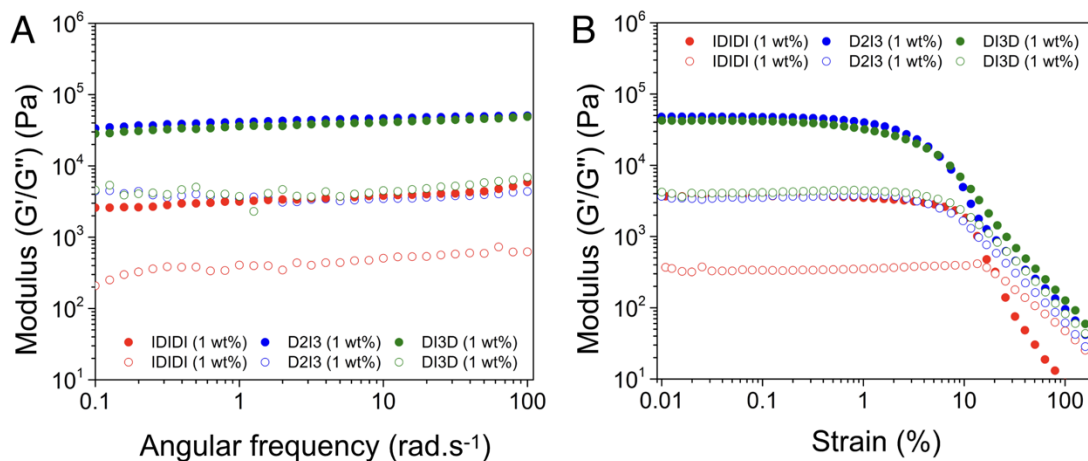 A
Modulus (G'/G'') (Pa)
10⁶
10⁵
10⁴
10³
10²
10¹
IDIDI (1 wt%) D2I3 (1 wt%) DI3D (1 wt%)
IDIDI (1 wt%) D2I3 (1 wt%) DI3D (1 wt%)
0.1 1 10 100
Angular frequency (rad.s⁻¹)
B
Modulus (G'/G'') (Pa)
10⁶
10⁵
10⁴
10³
10²
10¹
IDIDI (1 wt%) D2I3 (1 wt%) DI3D (1 wt%)
IDIDI (1 wt%) D2I3 (1 wt%) DI3D (1 wt%)
0.01 0.1 1 10 100
Strain (%)